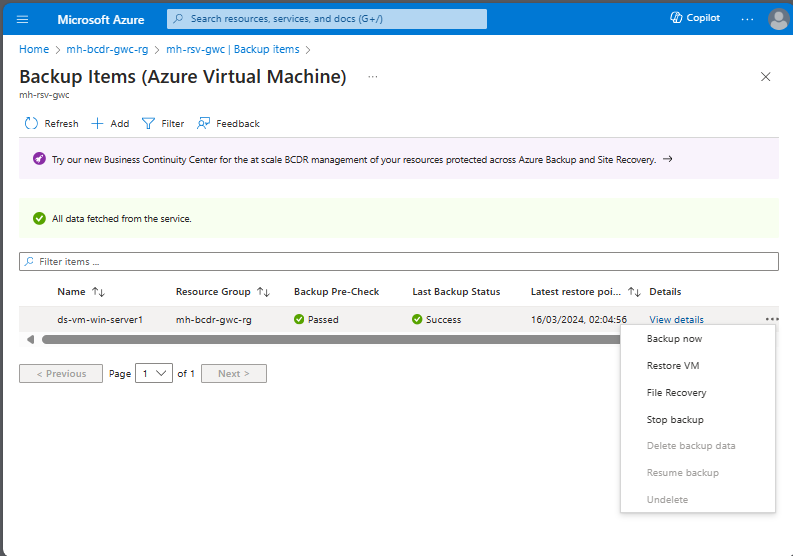 Microsoft Azure
Search resources, services, and docs (G+/)
Copilot
...
Home > mh-bcdr-gwc-rg > mh-rsv-gwc | Backup items >
Backup Items (Azure Virtual Machine) ...
mh-rsv-gwc
Refresh + Add Filter Feedback
Try our new Business Continuity Center for the at scale BCDR management of your resources protected across Azure Backup and Site Recovery. →
All data fetched from the service.
Filter items ...
Name ↑↓ Resource Group ↑↓ Backup Pre-Check Last Backup Status Latest restore poi... ↑↓ Details
ds-vm-win-server1 mh-bcdr-gwc-rg Passed Success 16/03/2024, 02:04:56 View details ...
Backup now
Restore VM
File Recovery
Stop backup
Delete backup data
Resume backup
Undelete
< Previous Page 1 of 1 Next >